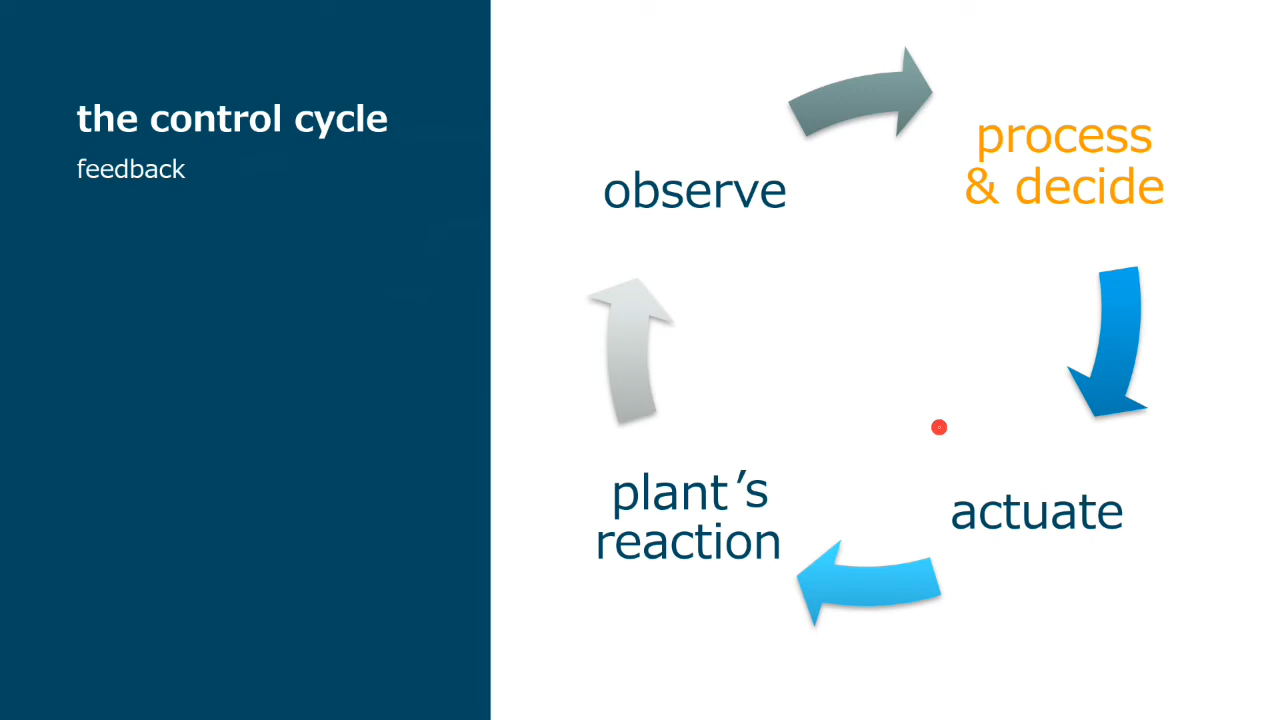 the control cycle
feedback
observe
process
& decide
actuate
plant’s
reaction